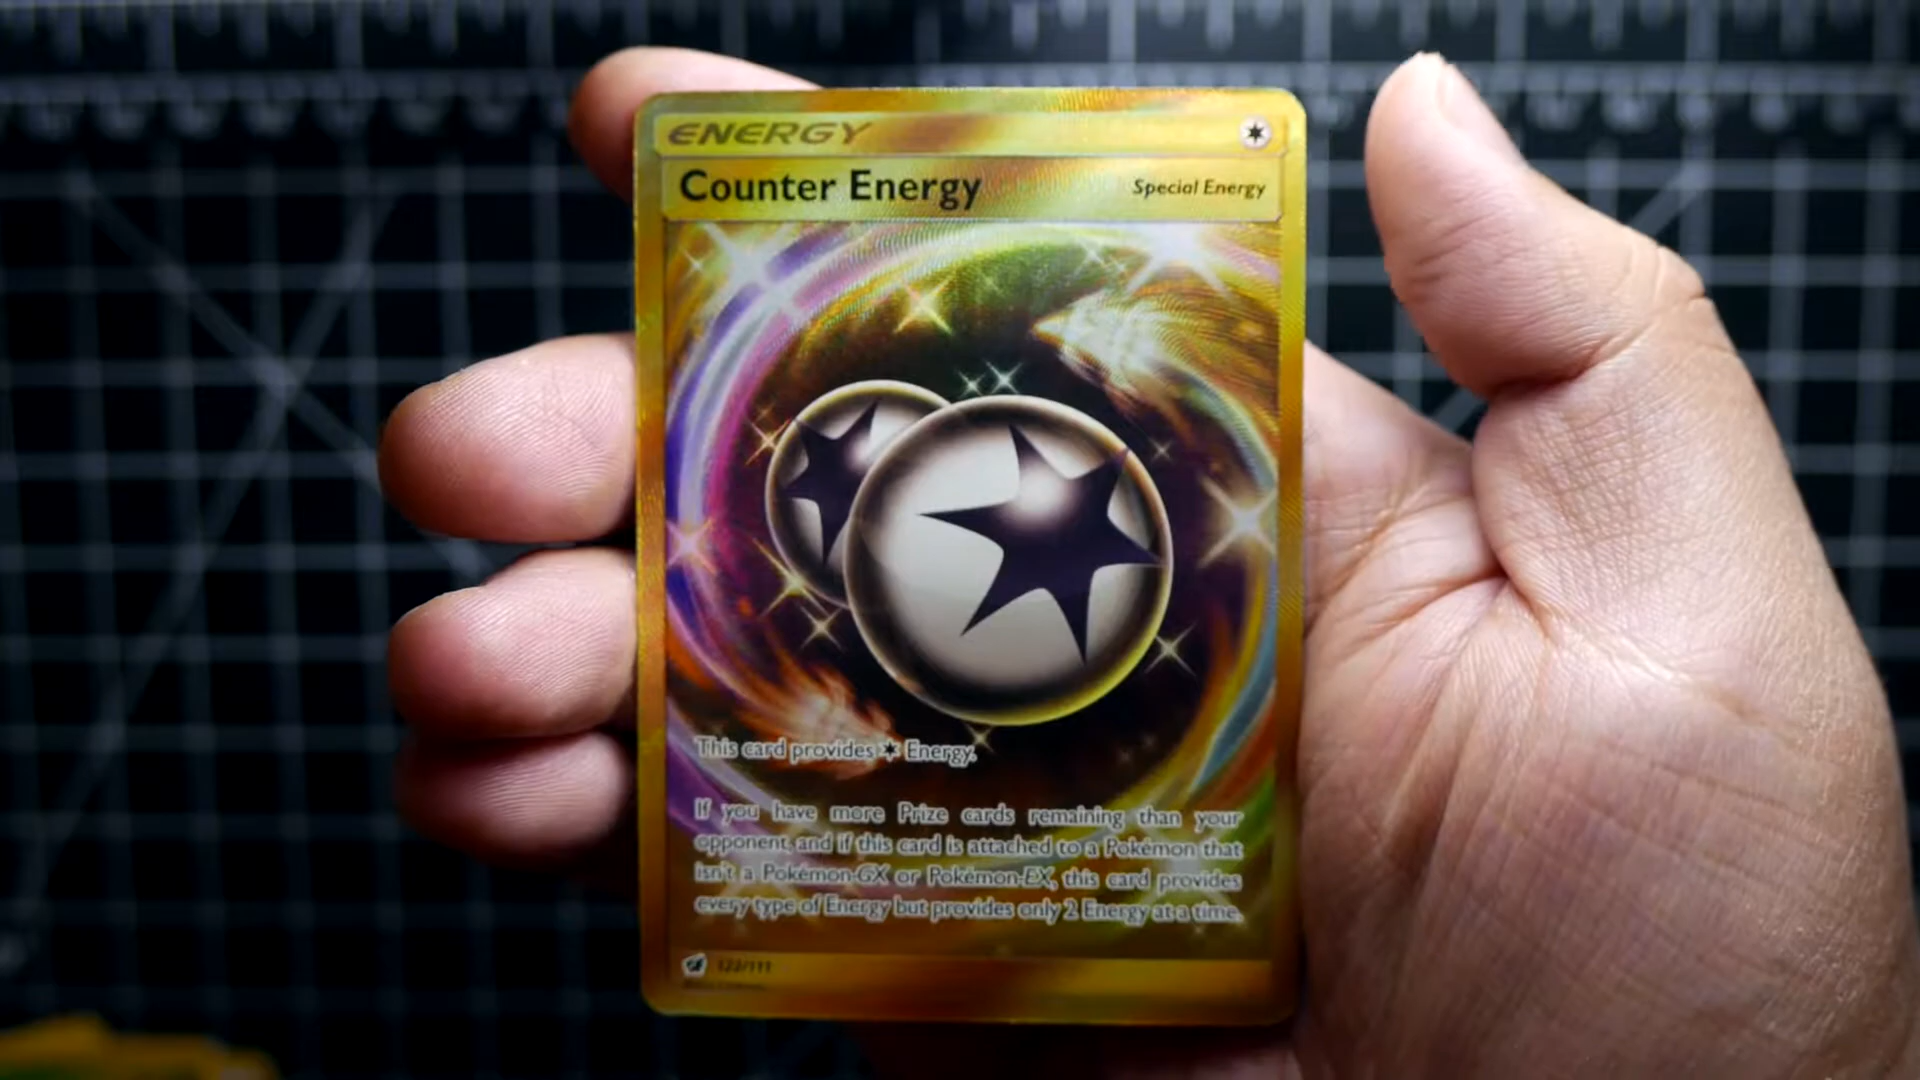 ENERGY
Counter Energy
Special Energy
This card provides Energy.
If you have more Prize cards remaining than your
opponent, and if this card is attached to a Pokémon that
isn't a Pokémon-GX or Pokémon-EX, this card provides
every type of Energy but provides only 2 Energy at a time.
122/111